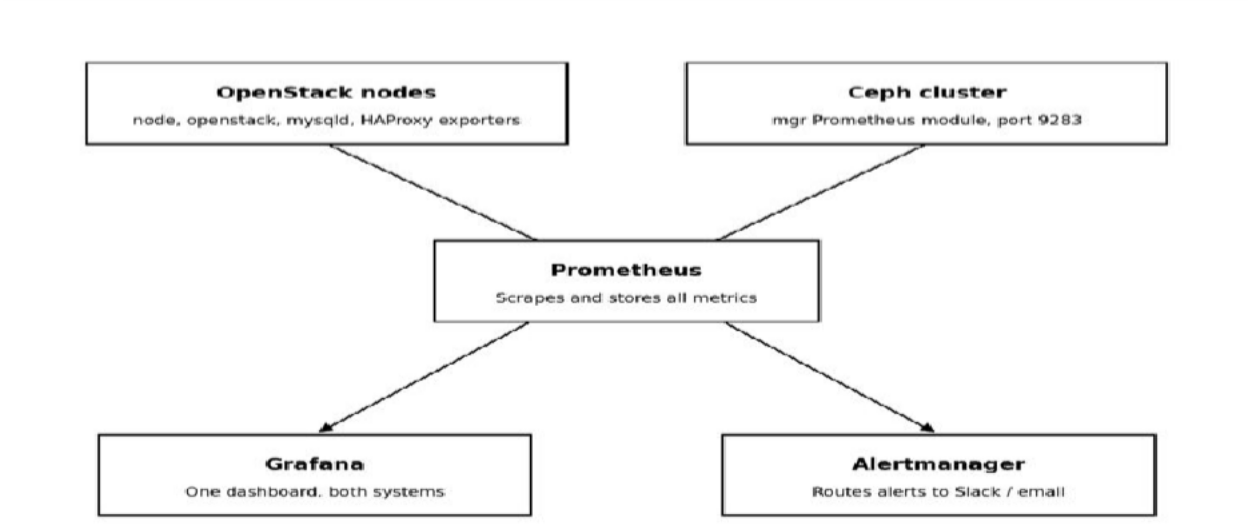 OpenStack nodes
node, openstack, mysqld, HAProxy exporters
Ceph cluster
mgr Prometheus module, port 9283
Prometheus
Scrapes and stores all metrics
Grafana
One dashboard, both systems
Alertmanager
Routes alerts to Slack / email